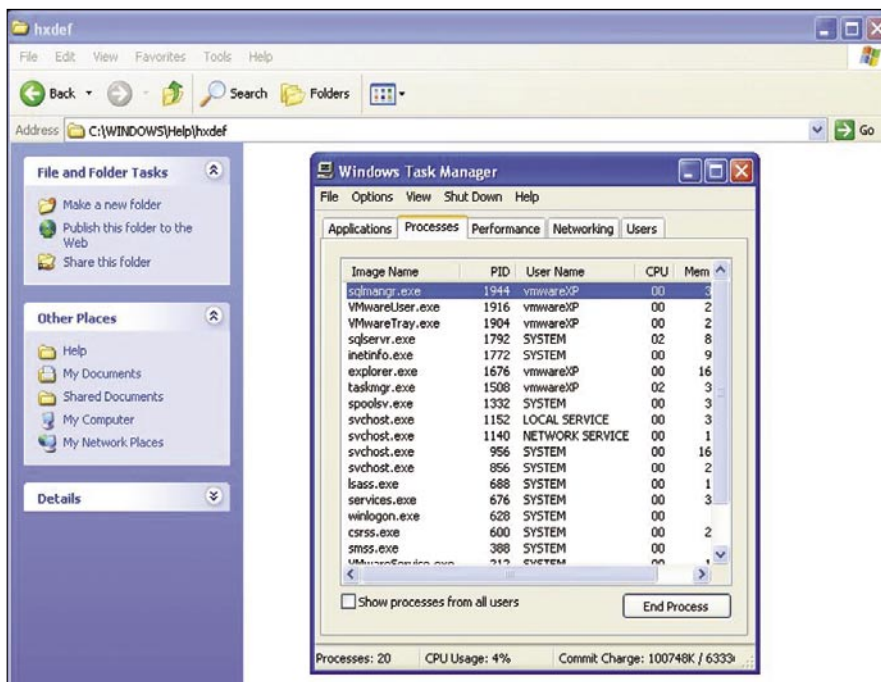 hxdef
File Edit View Favorites Tools Help
Back Search Folders
Address C:\WINDOWS\Help\hxdef Go
File and Folder Tasks
Make a new folder
Publish this folder to the
Web
Share this folder
Other Places
Help
My Documents
Shared Documents
My Computer
My Network Places
Details
Windows Task Manager
File Options View Shut Down Help
Applications Processes Performance Networking Users
Image Name PID User Name CPU Mem
sqlmangr.exe 1944 vmwareXP 00 3
VMwareUser.exe 1916 vmwareXP 00 2
VMwareTray.exe 1904 vmwareXP 00 2
sqlservr.exe 1792 SYSTEM 02 8
inetinfo.exe 1772 SYSTEM 00 9
explorer.exe 1676 vmwareXP 00 16
taskmgr.exe 1508 vmwareXP 02 3
spoolsv.exe 1332 SYSTEM 00 3
svchost.exe 1152 LOCAL SERVICE 00 3
svchost.exe 1140 NETWORK SERVICE 00 1
svchost.exe 956 SYSTEM 00 16
svchost.exe 856 SYSTEM 00 2
lsass.exe 688 SYSTEM 00 1
services.exe 676 SYSTEM 00 3
winlogon.exe 628 SYSTEM 00
csrss.exe 600 SYSTEM 00 2
smss.exe 388 SYSTEM 00
VMwareService.exe 212 SYSTEM 00 1
Show processes from all users End Process
Processes: 20 CPU Usage: 4% Commit Charge: 100748K /